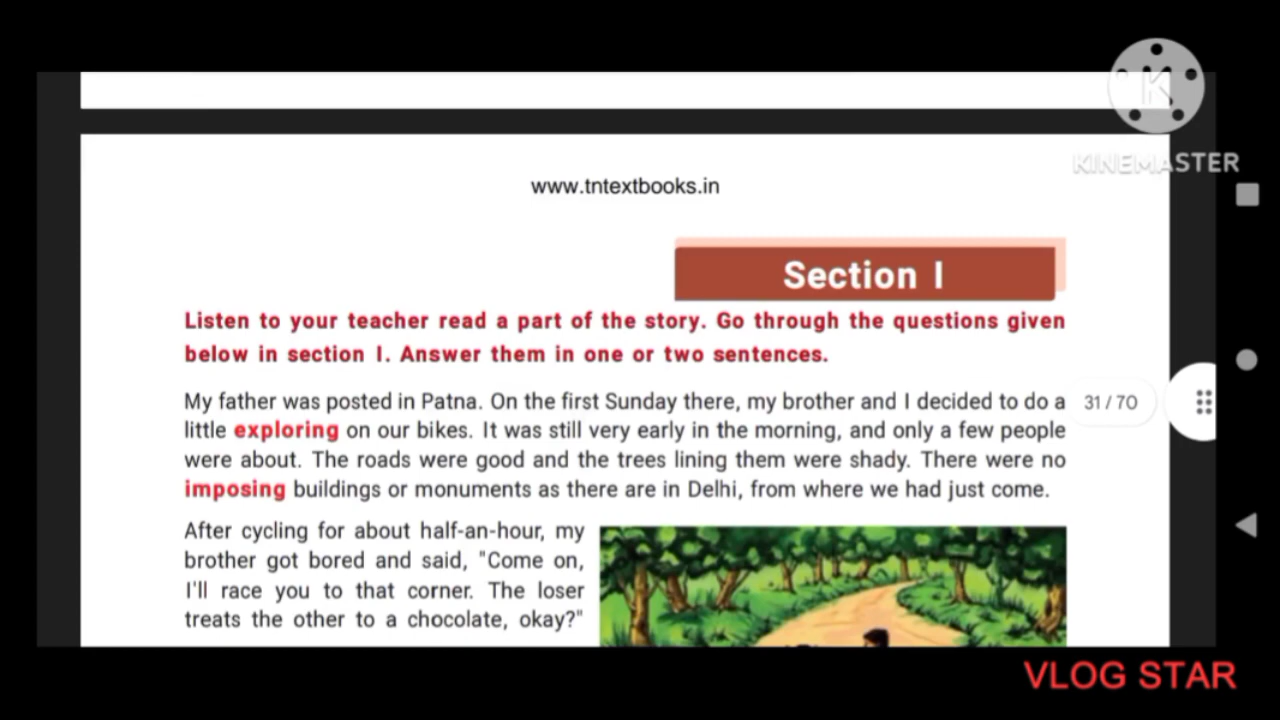 K
KINEMASTER
www.tntextbooks.in
Section I
Listen to your teacher read a part of the story. Go through the questions given
below in section I. Answer them in one or two sentences.
My father was posted in Patna. On the first Sunday there, my brother and I decided to do a
little exploring on our bikes. It was still very early in the morning, and only a few people
were about. The roads were good and the trees lining them were shady. There were no
imposing buildings or monuments as there are in Delhi, from where we had just come.
31 / 70
After cycling for about half-an-hour, my
brother got bored and said, "Come on,
I'll race you to that corner. The loser
treats the other to a chocolate, okay?"
VLOG STAR